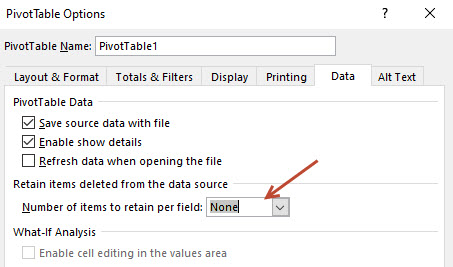 PivotTable Options ? ×
PivotTable Name: PivotTable1
Layout & Format Totals & Filters Display Printing Data Alt Text
PivotTable Data
Save source data with file
Enable show details
Refresh data when opening the file
Retain items deleted from the data source
Number of items to retain per field: None
What-If Analysis
Enable cell editing in the values area